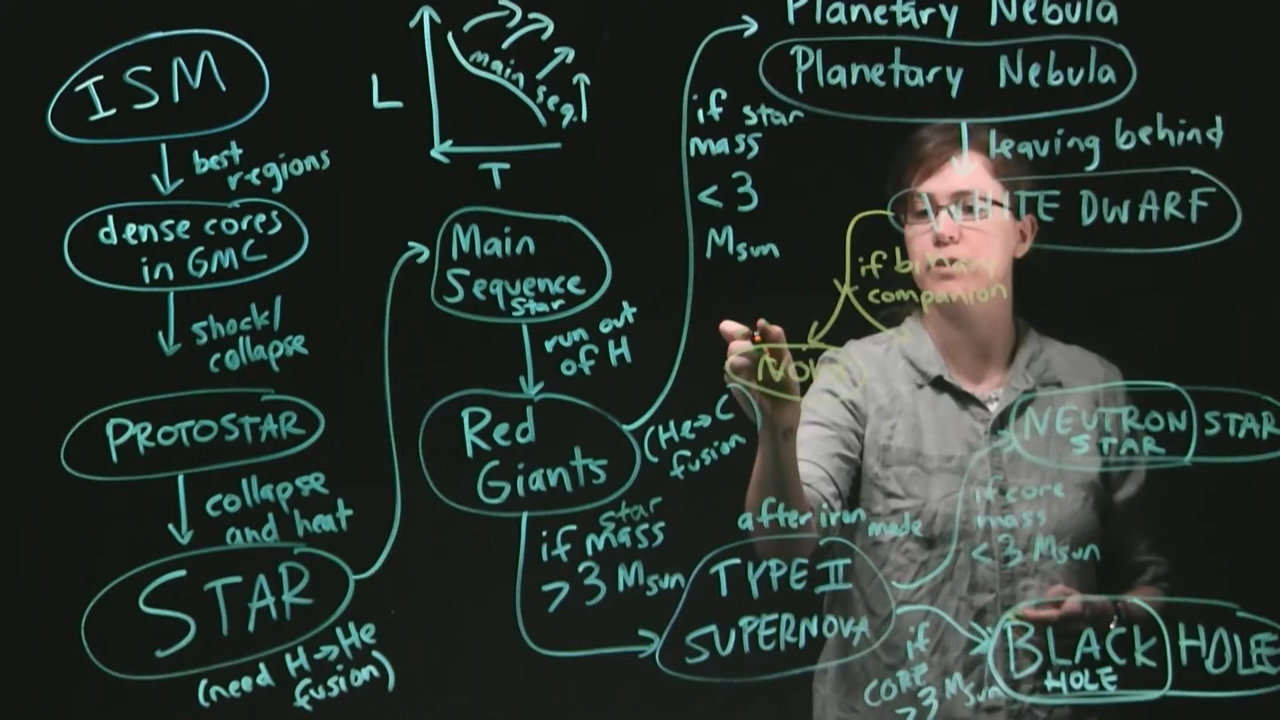 ISM
best
regions
dense cores
in GMC
shock/
collapse
PROTOSTAR
collapse
and heat
STAR
(need H→He
fusion)
L
T
main
seq.
Main
Sequence
Star
run out
of H
Red
Giants
(He→C
fusion
if star
mass
<3
Msun
Planetary Nebula
Planetary Nebula
leaving behind
WHITE DWARF
if binary
companion
if star
mass
>3 Msun
after iron made
TYPE II
SUPERNOVA
if core
mass
<3 Msun
NEUTRON STAR
STAR
if
CORE
>3 Msun
BLACK HOLE
HOLE